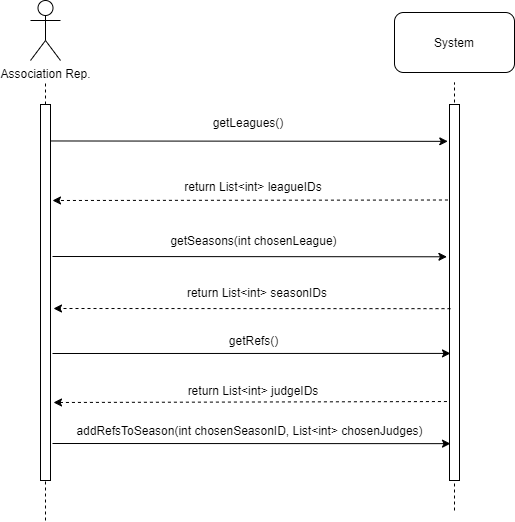 System
Association Rep.
getLeagues()
return List<int> leagueIDs
getSeasons(int chosenLeague)
return List<int> seasonIDs
getRefs()
return List<int> judgeIDs
addRefsToSeason(int chosenSeasonID, List<int> chosenJudges)